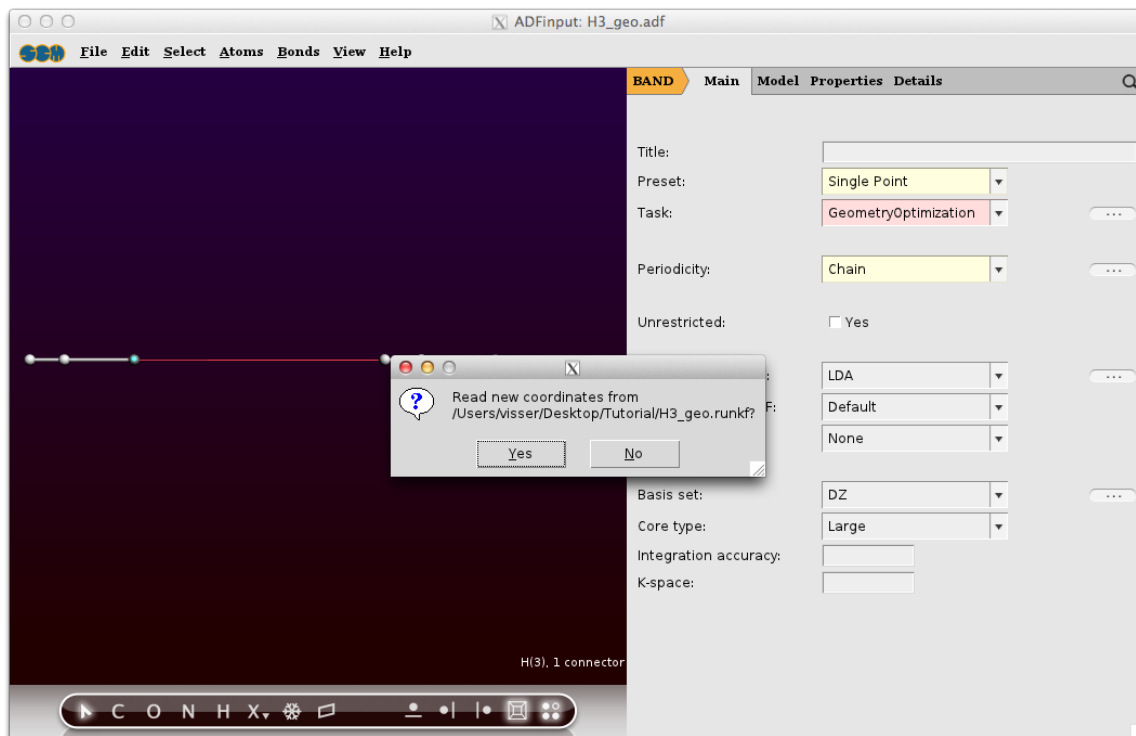 ADFinput: H3_geo.adf
SCM File Edit Select Atoms Bonds View Help
BAND Main Model Properties Details
Title:
Preset: Single Point
Task: GeometryOptimization
Periodicity: Chain
Unrestricted: Yes
: LDA
Read new coordinates from
/Users/visser/Desktop/Tutorial/H3_geo.runkf?
F: Default
None
Yes No
Basis set: DZ
Core type: Large
Integration accuracy:
K-space:
H(3), 1 connector
C O N H X